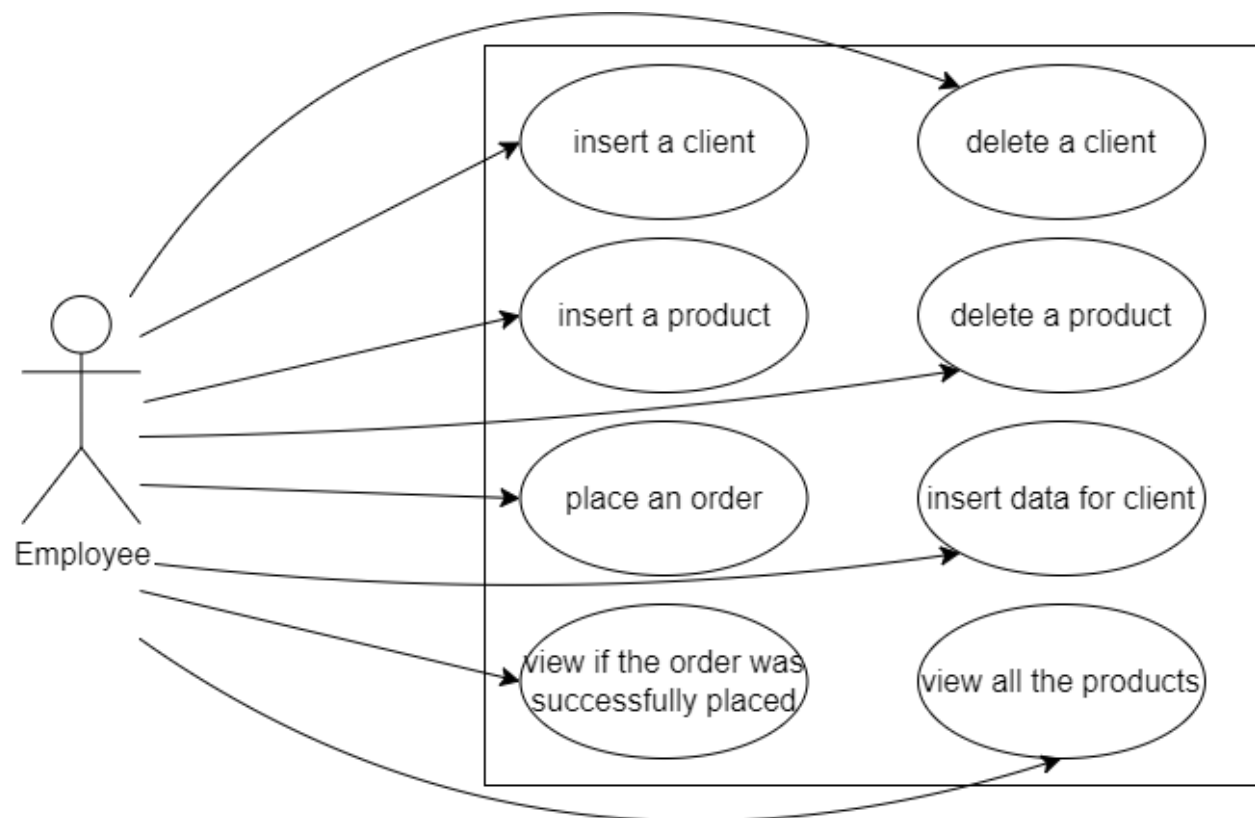 insert a client
delete a client
insert a product
delete a product
place an order
insert data for client
Employee
view if the order was
successfully placed
view all the products